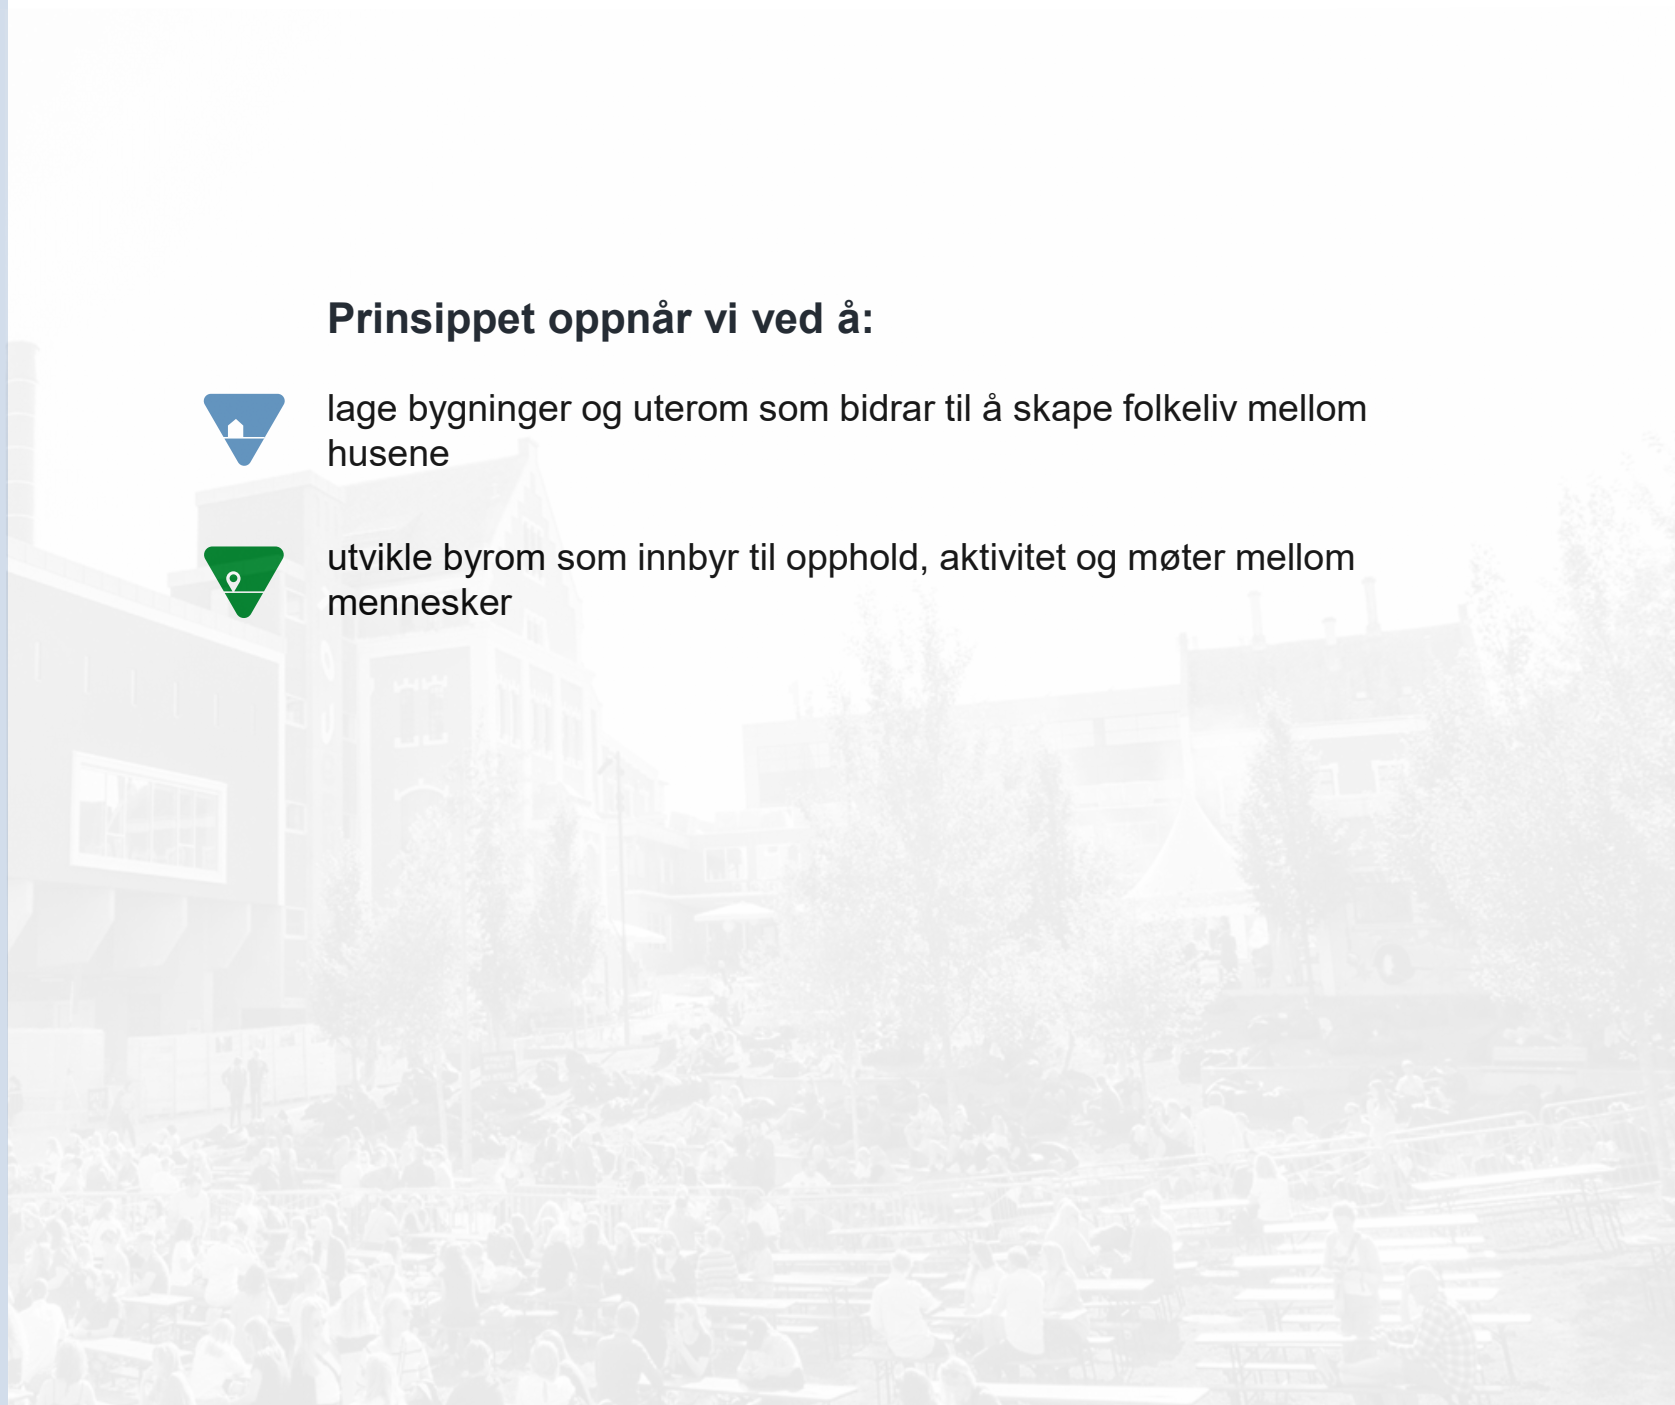 Prinsippet oppnår vi ved å:
lage bygninger og uterom som bidrar til å skape folkeliv mellom
husene
utvikle byrom som innbyr til opphold, aktivitet og møter mellom
mennesker